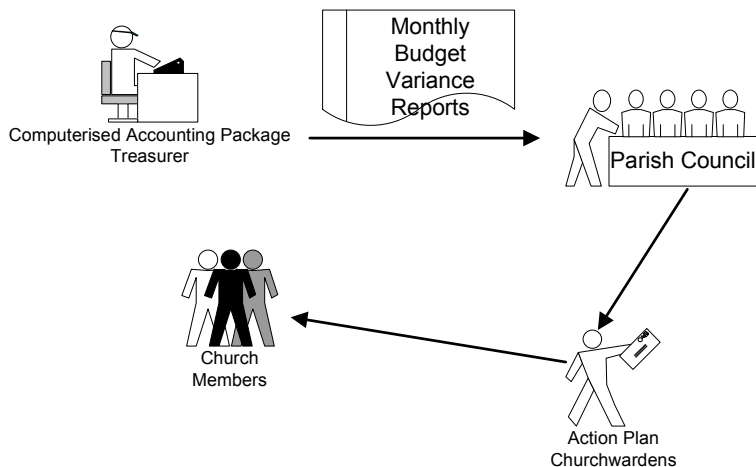 Monthly
Budget
Variance
Reports
Computerised Accounting Package
Treasurer
Parish Council
Church
Members
Action Plan
Churchwardens